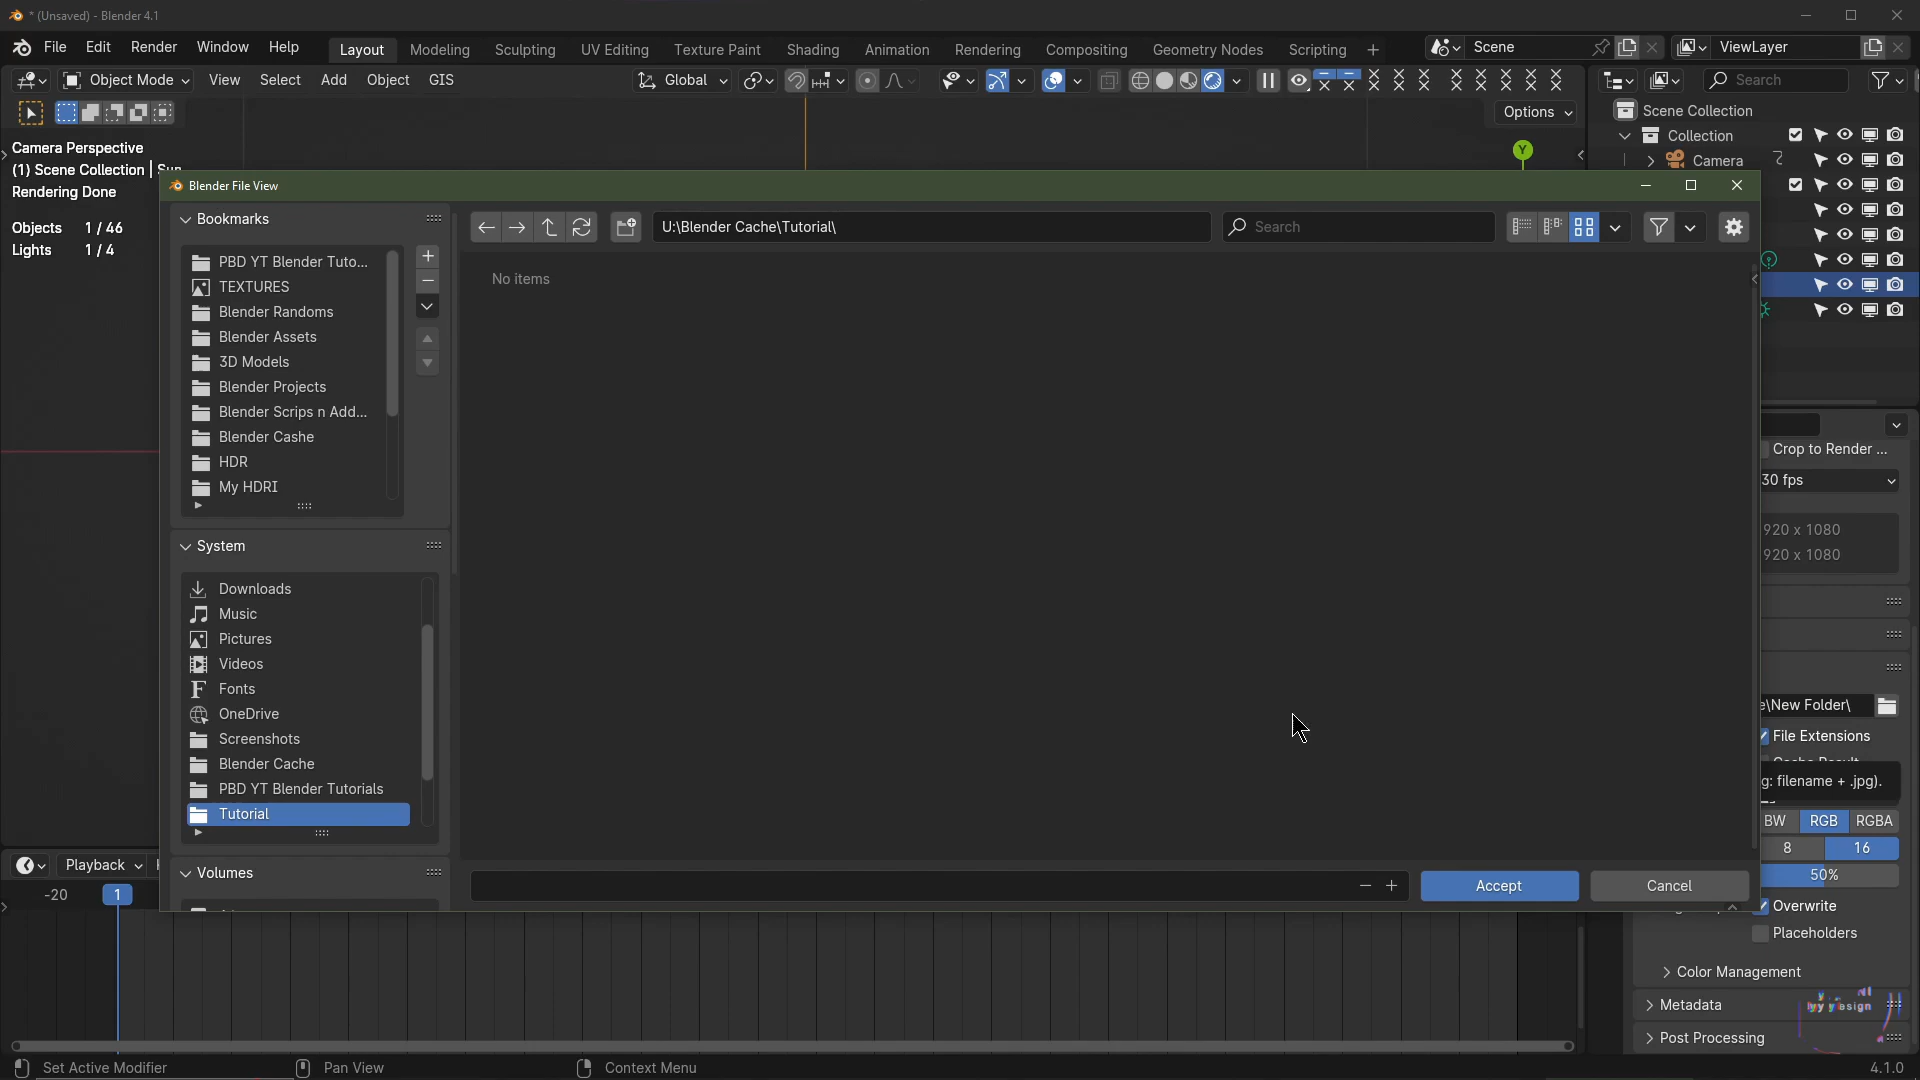 * (Unsaved) - Blender 4.1
File Edit Render Window Help Layout Modeling Sculpting UV Editing Texture Paint Shading Animation Rendering Compositing Geometry Nodes Scripting + Scene ViewLayer
Object Mode View Select Add Object GIS Global Search
Options
Scene Collection
Collection
Camera
Camera Perspective
(1) Scene Collection | Sun
Rendering Done
Objects 1 / 46
Lights 1 / 4
Y
Blender File View
Bookmarks
PBD YT Blender Tuto...
TEXTURES
Blender Randoms
Blender Assets
3D Models
Blender Projects
Blender Scrips n Add...
Blender Cashe
HDR
My HDRI
System
Downloads
Music
Pictures
Videos
Fonts
OneDrive
Screenshots
Blender Cache
PBD YT Blender Tutorials
Tutorial
Volumes
U:\Blender Cache\Tutorial\
Search
No items
Accept Cancel
Crop to Render ...
30 fps
920 x 1080
920 x 1080
e\New Folder\
File Extensions
g: filename + .jpg).
BW RGB RGBA
8 16
50%
Overwrite
Placeholders
Color Management
Metadata
Post Processing
Playback
-20 1
Set Active Modifier Pan View Context Menu 4.1.0